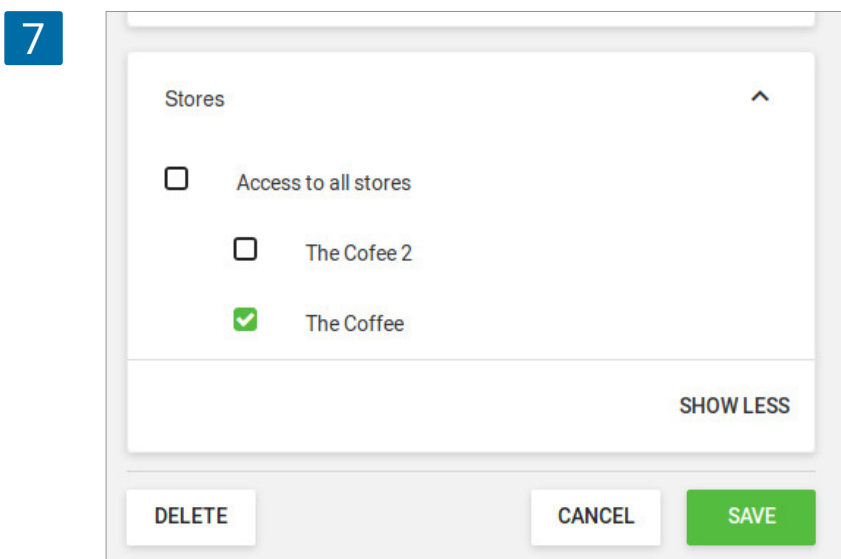 7
Stores
Access to all stores
The Cofee 2
The Coffee
SHOW LESS
DELETE
CANCEL
SAVE